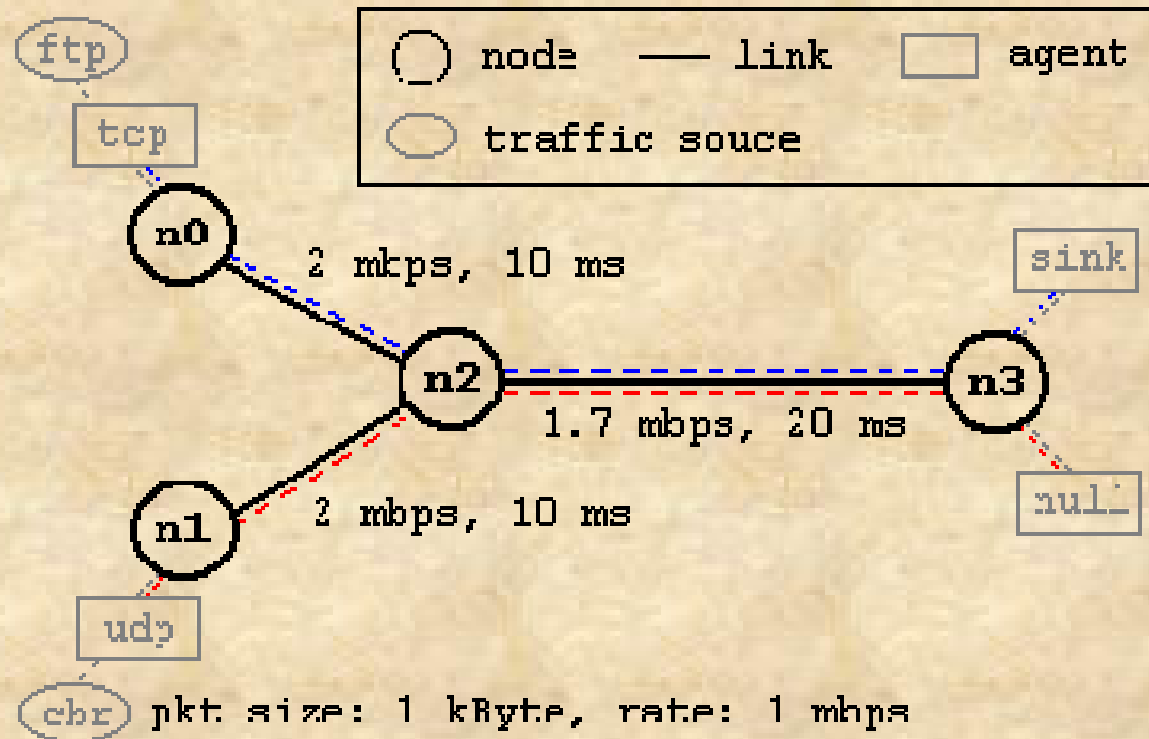 ftp
node link agent
tcp
traffic souce
n0
2 mbps, 10 ms
sink
n2
n3
1.7 mbps, 20 ms
n1
2 mbps, 10 ms
null
udp
cbr pkt size: 1 kByte, rate: 1 mbps